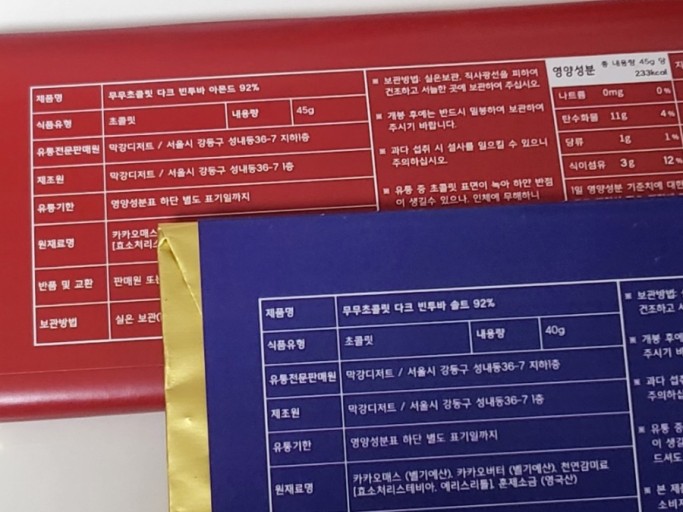 제품명 무무초콜릿 다크 빈투바 아몬드 92%
식품유형 초콜릿 내용량 45g
유통전문판매원 막강디저트 / 서울시 강동구 성내동36-7 지하1층
제조원 막강디저트 / 서울시 강동구 성내동36-7 1층
유통기한 영양성분표 하단 별도 표기일까지
원재료명 카카오매스
[효소처리스
반품 및 교환 판매원 또는
보관방법 실온 보관(
■ 보관방법: 실온보관, 직사광선을 피하여
건조하고 서늘한 곳에 보관하여 주십시오.
■ 개봉 후에는 반드시 밀봉하여 보관하여
주시기 바랍니다.
■ 과다 섭취 시 설사를 일으킬 수 있으니
주의하십시오.
■ 유통 중 초콜릿 표면이 녹아 하얀 반점
이 생길수 있으나, 인체에 무해하니
영양성분 총 내용량 45g 당
233kcal
나트륨 0mg 0%
탄수화물 11g 4%
당류 1g 1%
식이섬유 3g 12%
1일 영양성분 기준치에 대한
제품명 무무초콜릿 다크 빈투바 솔트 92%
식품유형 초콜릿 내용량 40g
유통전문판매원 막강디저트 / 서울시 강동구 성내동36-7 지하1층
제조원 막강디저트 / 서울시 강동구 성내동36-7 1층
유통기한 영양성분표 하단 별도 표기일까지
원재료명 카카오매스 (벨기에산), 카카오버터 (벨기에산), 천연감미료
[효소처리스테비아, 에리스리톨], 훈제소금 (영국산)
■ 보관방법:
건조하고 서
■ 개봉 후에
주시기 바
■ 과다 섭취
주의하십
■ 유통 중
이 생길
드셔도
■ 본 제품
소비자